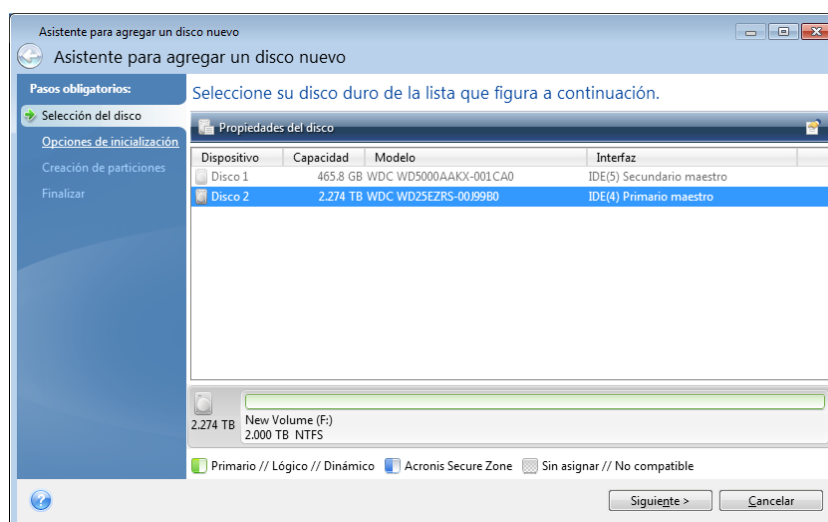 Asistente para agregar un disco nuevo
Asistente para agregar un disco nuevo
Pasos obligatorios:
Selección del disco
Opciones de inicialización
Creación de particiones
Finalizar
Seleccione su disco duro de la lista que figura a continuación.
Propiedades del disco
Dispositivo Capacidad Modelo Interfaz
Disco 1 465.8 GB WDC WD5000AAKX-001CA0 IDE(5) Secundario maestro
Disco 2 2.274 TB WDC WD25EZRS-00J99B0 IDE(4) Primario maestro
2.274 TB
New Volume (F:)
2.000 TB NTFS
Primario // Lógico // Dinámico Acronis Secure Zone Sin asignar // No compatible
Siguiente > Cancelar